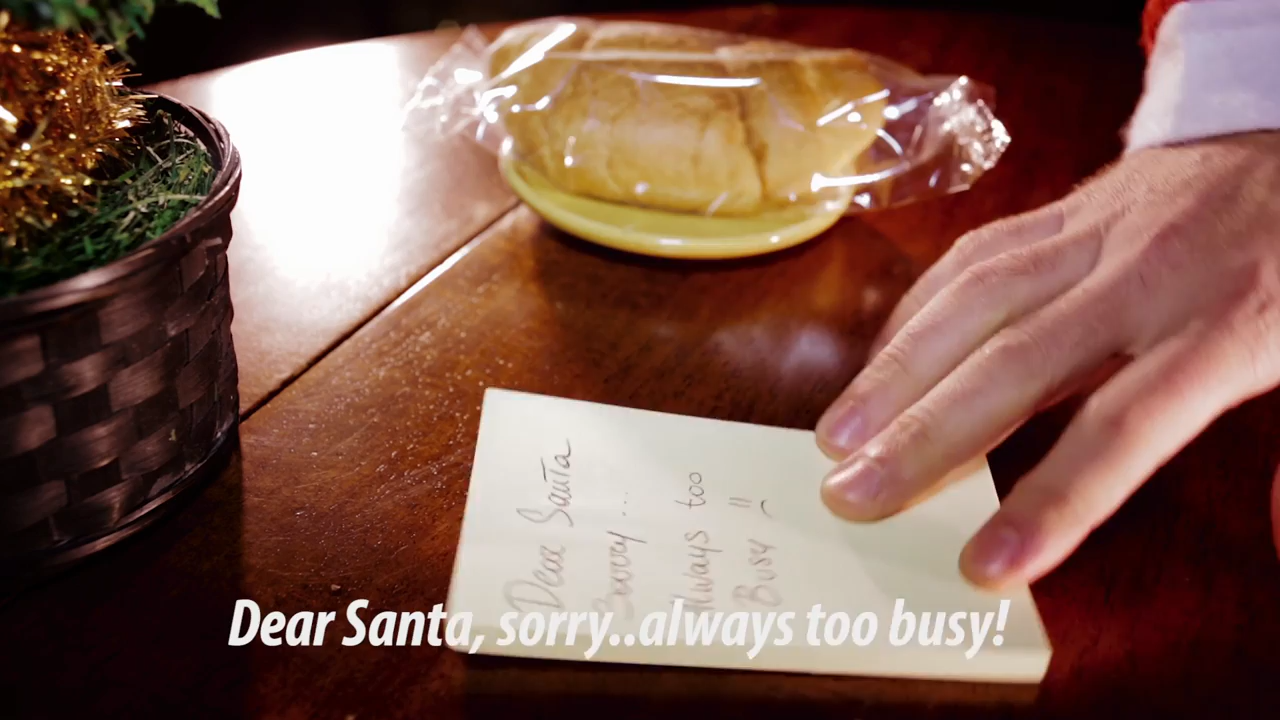 Dear Santa
Sorry...
Always too
Busy
Dear Santa, sorry..always too busy!